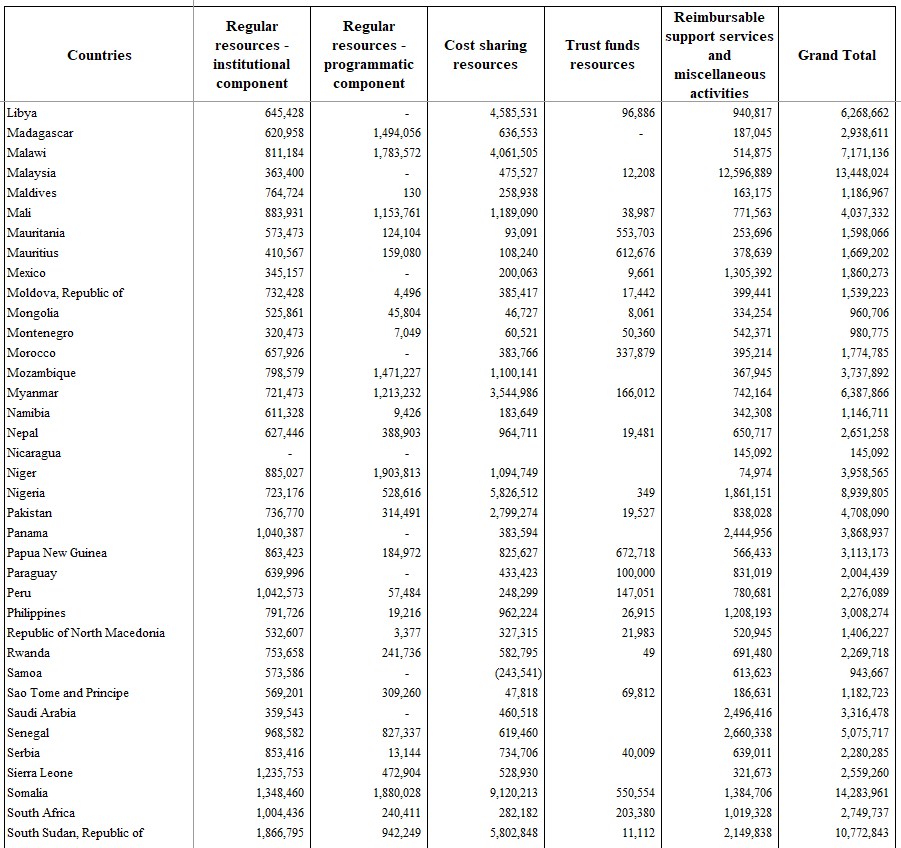 Countries Regular resources - institutional component Regular resources - programmatic component Cost sharing resources Trust funds resources Reimbursable support services and miscellaneous activities Grand Total
Libya 645,428 - 4,585,531 96,886 940,817 6,268,662
Madagascar 620,958 1,494,056 636,553 - 187,045 2,938,611
Malawi 811,184 1,783,572 4,061,505 514,875 7,171,136
Malaysia 363,400 - 475,527 12,208 12,596,889 13,448,024
Maldives 764,724 130 258,938 163,175 1,186,967
Mali 883,931 1,153,761 1,189,090 38,987 771,563 4,037,332
Mauritania 573,473 124,104 93,091 553,703 253,696 1,598,066
Mauritius 410,567 159,080 108,240 612,676 378,639 1,669,202
Mexico 345,157 - 200,063 9,661 1,305,392 1,860,273
Moldova, Republic of 732,428 4,496 385,417 17,442 399,441 1,539,223
Mongolia 525,861 45,804 46,727 8,061 334,254 960,706
Montenegro 320,473 7,049 60,521 50,360 542,371 980,775
Morocco 657,926 - 383,766 337,879 395,214 1,774,785
Mozambique 798,579 1,471,227 1,100,141 367,945 3,737,892
Myanmar 721,473 1,213,232 3,544,986 166,012 742,164 6,387,866
Namibia 611,328 9,426 183,649 342,308 1,146,711
Nepal 627,446 388,903 964,711 19,481 650,717 2,651,258
Nicaragua - - 145,092 145,092
Niger 885,027 1,903,813 1,094,749 74,974 3,958,565
Nigeria 723,176 528,616 5,826,512 349 1,861,151 8,939,805
Pakistan 736,770 314,491 2,799,274 19,527 838,028 4,708,090
Panama 1,040,387 - 383,594 2,444,956 3,868,937
Papua New Guinea 863,423 184,972 825,627 672,718 566,433 3,113,173
Paraguay 639,996 - 433,423 100,000 831,019 2,004,439
Peru 1,042,573 57,484 248,299 147,051 780,681 2,276,089
Philippines 791,726 19,216 962,224 26,915 1,208,193 3,008,274
Republic of North Macedonia 532,607 3,377 327,315 21,983 520,945 1,406,227
Rwanda 753,658 241,736 582,795 49 691,480 2,269,718
Samoa 573,586 - (243,541) 613,623 943,667
Sao Tome and Principe 569,201 309,260 47,818 69,812 186,631 1,182,723
Saudi Arabia 359,543 - 460,518 2,496,416 3,316,478
Senegal 968,582 827,337 619,460 2,660,338 5,075,717
Serbia 853,416 13,144 734,706 40,009 639,011 2,280,285
Sierra Leone 1,235,753 472,904 528,930 321,673 2,559,260
Somalia 1,348,460 1,880,028 9,120,213 550,554 1,384,706 14,283,961
South Africa 1,004,436 240,411 282,182 203,380 1,019,328 2,749,737
South Sudan, Republic of 1,866,795 942,249 5,802,848 11,112 2,149,838 10,772,843